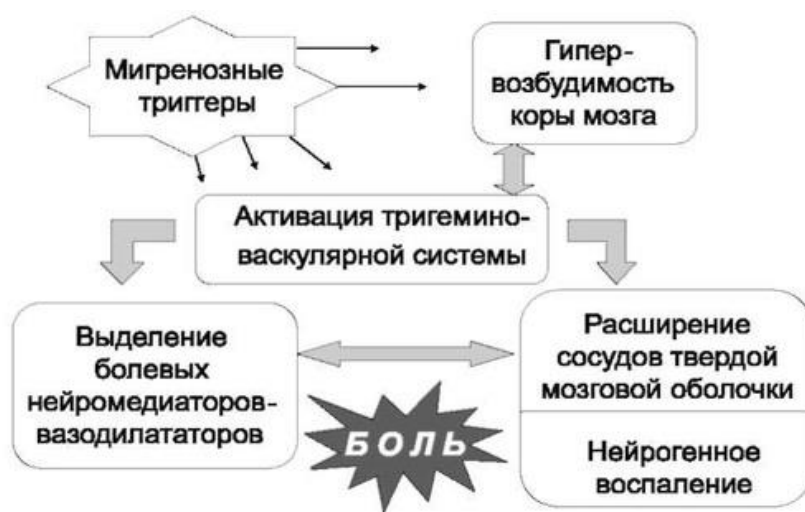 Мигренозные
триггеры
Гипер-
возбудимость
коры мозга
Активация тригемино-
васкулярной системы
Выделение
болевых
нейромедиаторов-
вазодилататоров
Расширение
сосудов твердой
мозговой оболочки
Нейрогенное
воспаление
БОЛЬ